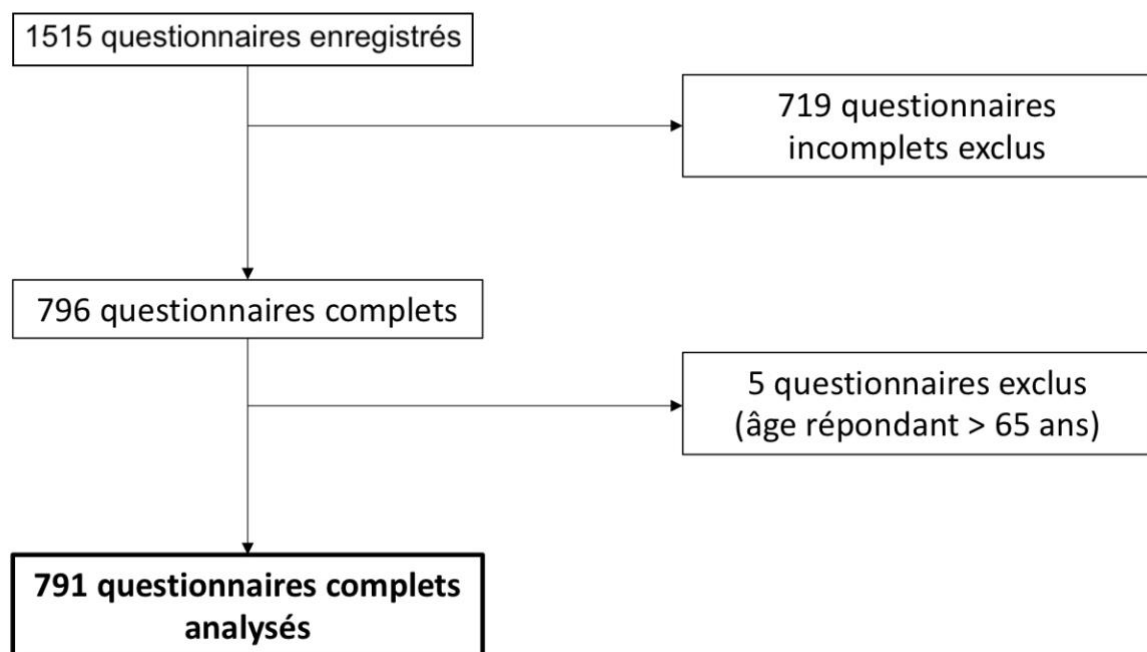 1515 questionnaires enregistrés
719 questionnaires
incomplets exclus
796 questionnaires complets
5 questionnaires exclus
(âge répondant > 65 ans)
791 questionnaires complets
analysés